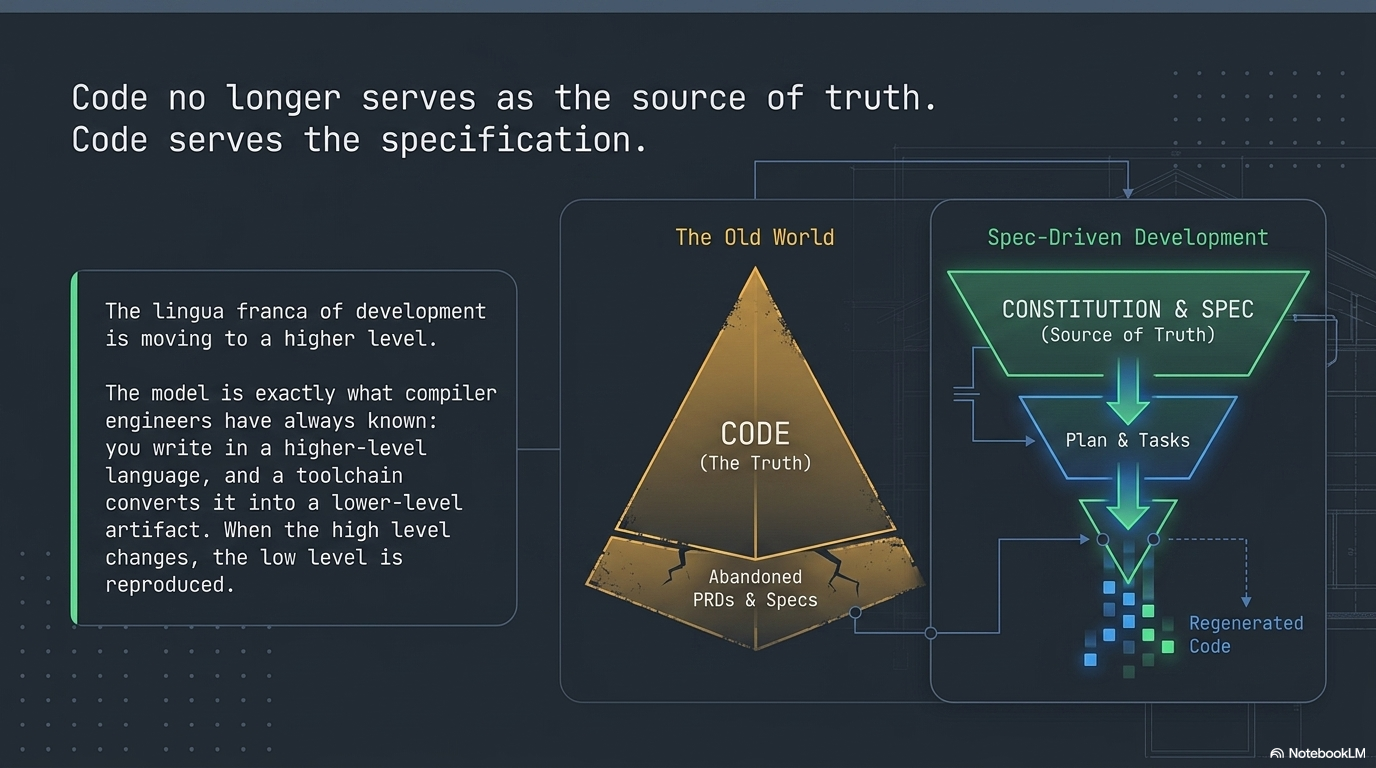 Code no longer serves as the source of truth.
Code serves the specification.
The lingua franca of development
is moving to a higher level.
The model is exactly what compiler
engineers have always known:
you write in a higher-level
language, and a toolchain
converts it into a lower-level
artifact. When the high level
changes, the low level is
reproduced.
The Old World
CODE
(The Truth)
Abandoned
PRDs & Specs
Spec-Driven Development
CONSTITUTION & SPEC
(Source of Truth)
Plan & Tasks
Regenerated
Code
NotebookLM